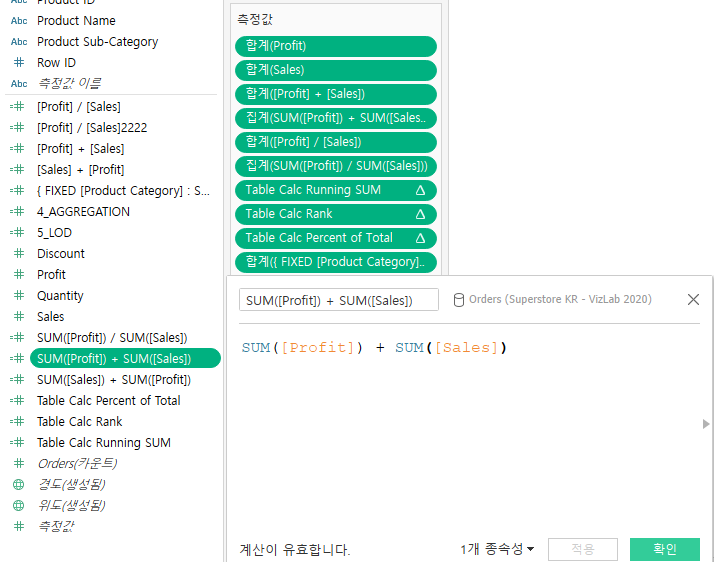 Abc Product ID
Abc Product Name
Abc Product Sub-Category
# Row ID
Abc 측정값 이름
=# [Profit] / [Sales]
=# [Profit] / [Sales]2222
=# [Profit] + [Sales]
=# [Sales] + [Profit]
=# { FIXED [Product Category] : S...
=# 4_AGGREGATION
=# 5_LOD
=# Discount
=# Profit
=# Quantity
=# Sales
=# SUM([Profit]) / SUM([Sales])
=# SUM([Profit]) + SUM([Sales])
=# SUM([Sales]) + SUM([Profit])
=# Table Calc Percent of Total
=# Table Calc Rank
=# Table Calc Running SUM
# Orders(카운트)
경도(생성됨)
위도(생성됨)
# 측정값
측정값
합계(Profit)
합계(Sales)
합계([Profit] + [Sales])
집계(SUM([Profit]) + SUM([Sales..
합계([Profit] / [Sales])
집계(SUM([Profit]) / SUM([Sales]))
Table Calc Running SUM Δ
Table Calc Rank Δ
Table Calc Percent of Total Δ
합계({ FIXED [Product Category]..
SUM([Profit]) + SUM([Sales])
Orders (Superstore KR - VizLab 2020)
SUM([Profit]) + SUM([Sales])
계산이 유효합니다.
1개 종속성
적용
확인